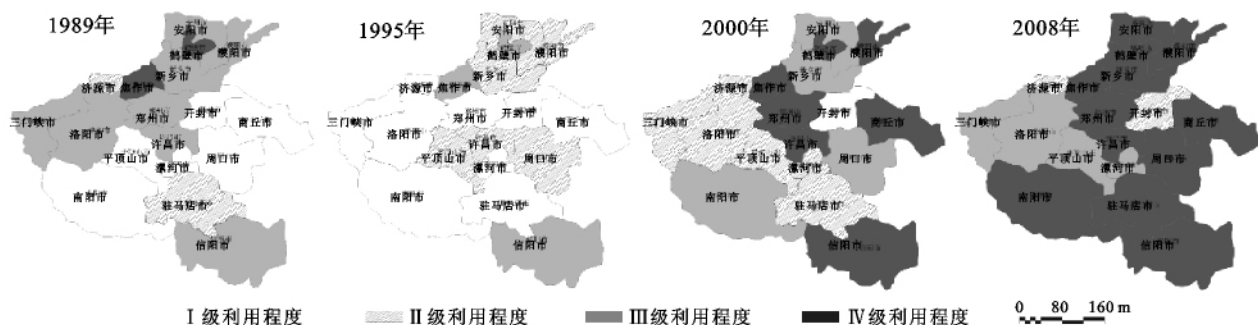 1989年
安阳市
鹤壁市
濮阳市
新乡市
济源市
焦作市
三门峡市
洛阳市
郑州市
开封市
商丘市
许昌市
平顶山市
漯河市
周口市
南阳市
驻马店市
信阳市
1995年
安阳市
鹤壁市
濮阳市
新乡市
济源市
焦作市
三门峡市
洛阳市
郑州市
开封市
商丘市
许昌市
平顶山市
漯河市
周口市
南阳市
驻马店市
信阳市
2000年
安阳市
鹤壁市
濮阳市
新乡市
济源市
焦作市
三门峡市
洛阳市
郑州市
开封市
商丘市
许昌市
平顶山市
漯河市
周口市
南阳市
驻马店市
信阳市
2008年
安阳市
鹤壁市
濮阳市
新乡市
济源市
焦作市
三门峡市
洛阳市
郑州市
开封市
商丘市
许昌市
平顶山市
漯河市
周口市
南阳市
驻马店市
信阳市
Ⅰ级利用程度
Ⅱ级利用程度
Ⅲ级利用程度
Ⅳ级利用程度
0 80 160 m